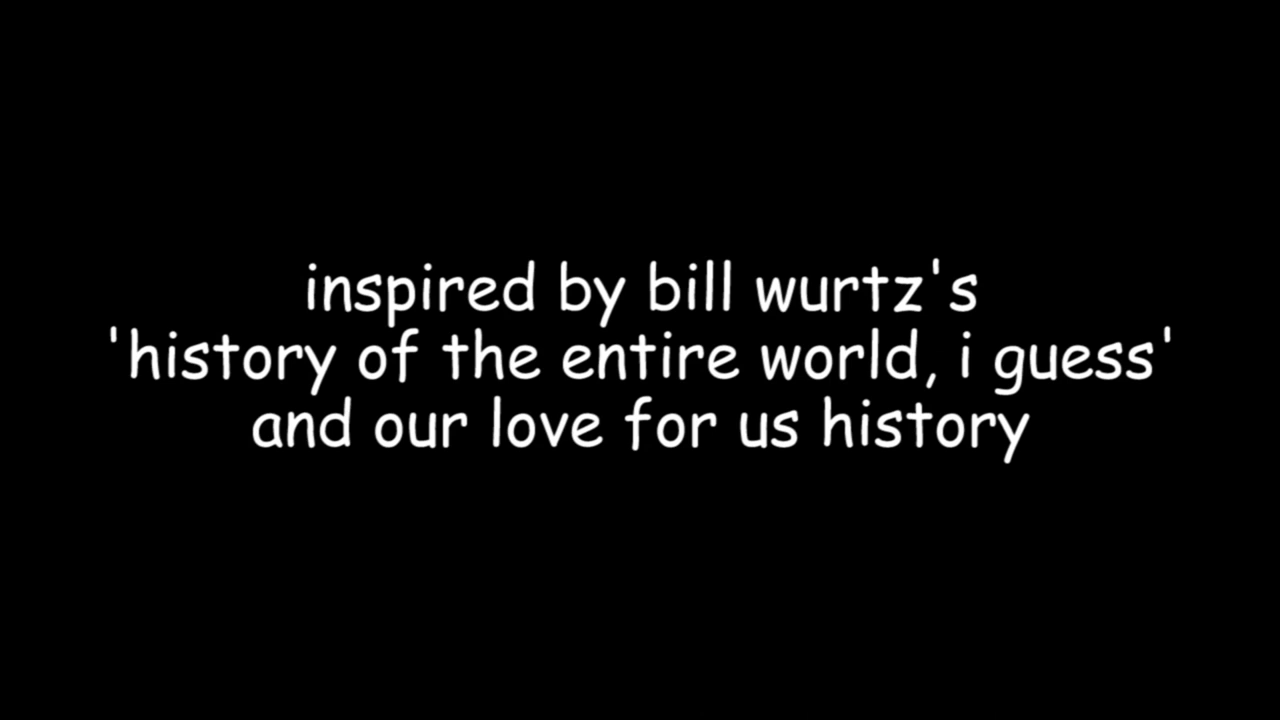 inspired by bill wurtz's
'history of the entire world, i guess'
and our love for us history